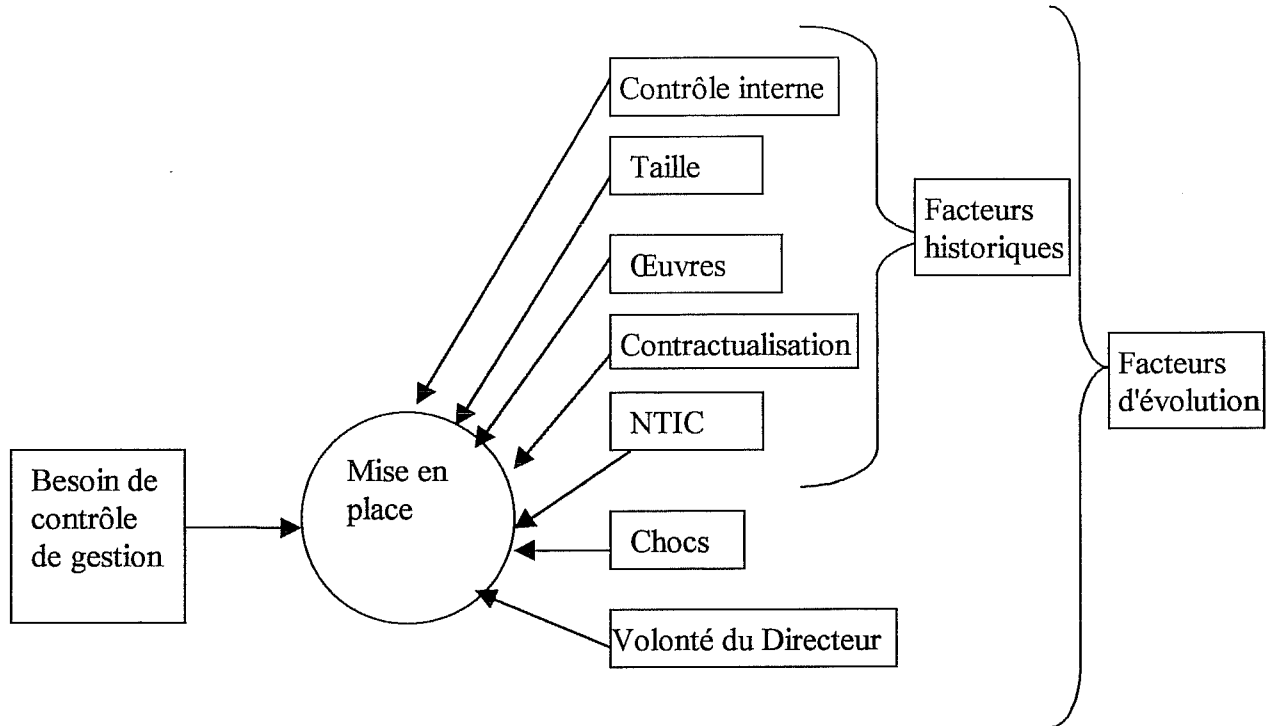 Contrôle interne
Taille
Œuvres
Contractualisation
NTIC
Chocs
Volonté du Directeur
Facteurs
historiques
Facteurs
d'évolution
Besoin de
contrôle
de gestion
Mise en
place